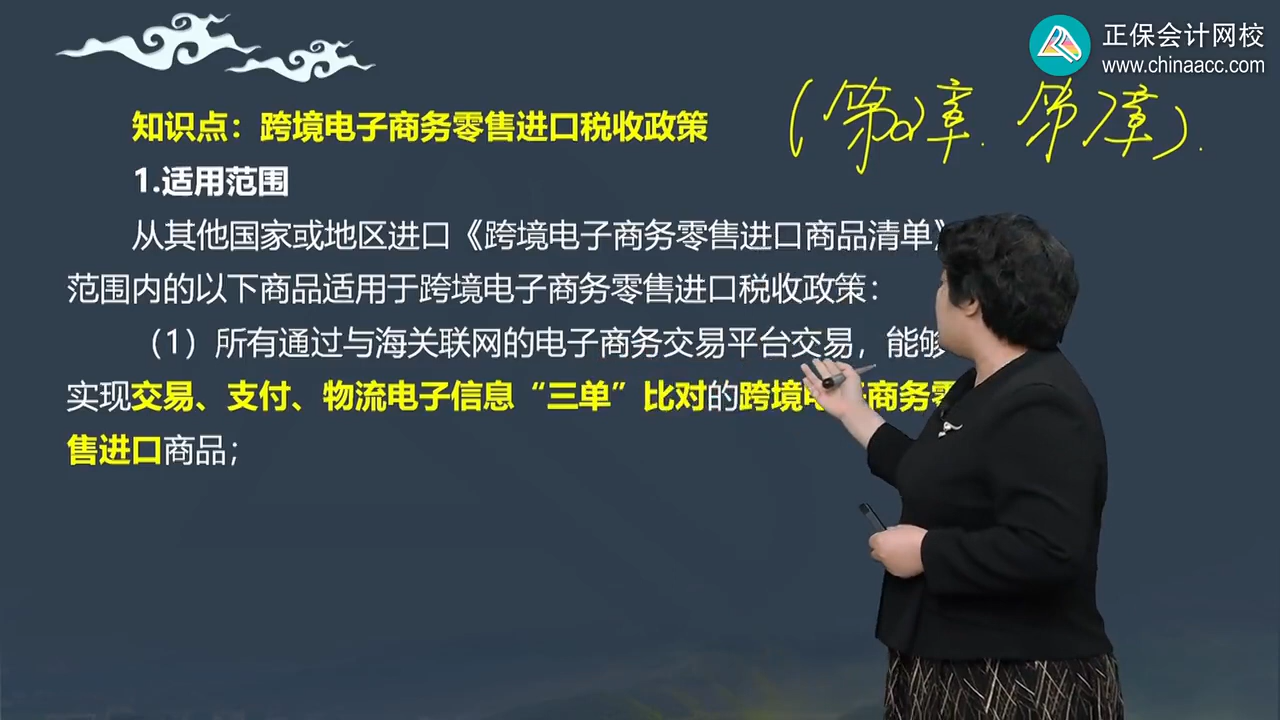 正保会计网校
www.chinaacc.com
(第2章.第7章).
知识点：跨境电子商务零售进口税收政策
1.适用范围
从其他国家或地区进口《跨境电子商务零售进口商品清单》
范围内的以下商品适用于跨境电子商务零售进口税收政策：
（1）所有通过与海关联网的电子商务交易平台交易，能够
实现交易、支付、物流电子信息“三单”比对的跨境电子商务零
售进口商品；